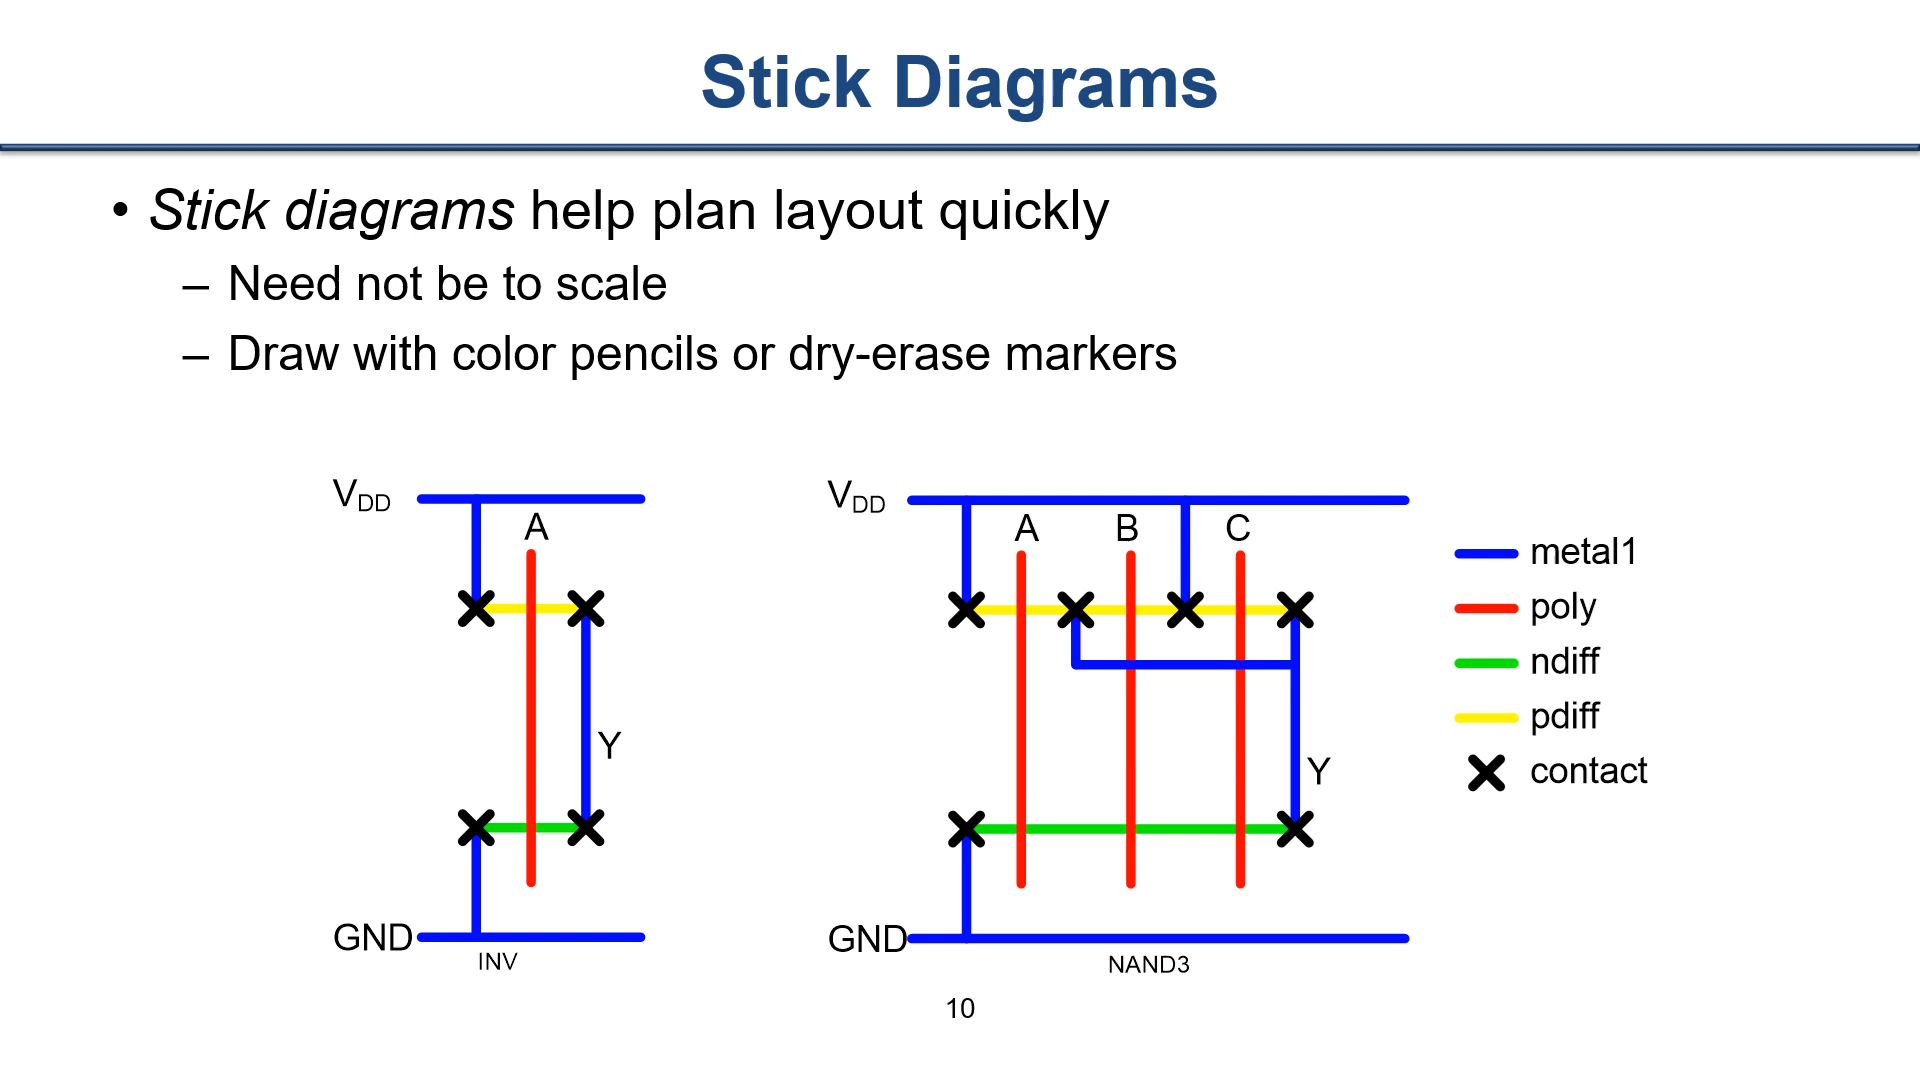 Stick Diagrams
• Stick diagrams help plan layout quickly
– Need not be to scale
– Draw with color pencils or dry-erase markers
VDD
A
Y
GND
INV
VDD
A B C
Y
GND
NAND3
metal1
poly
ndiff
pdiff
contact
10